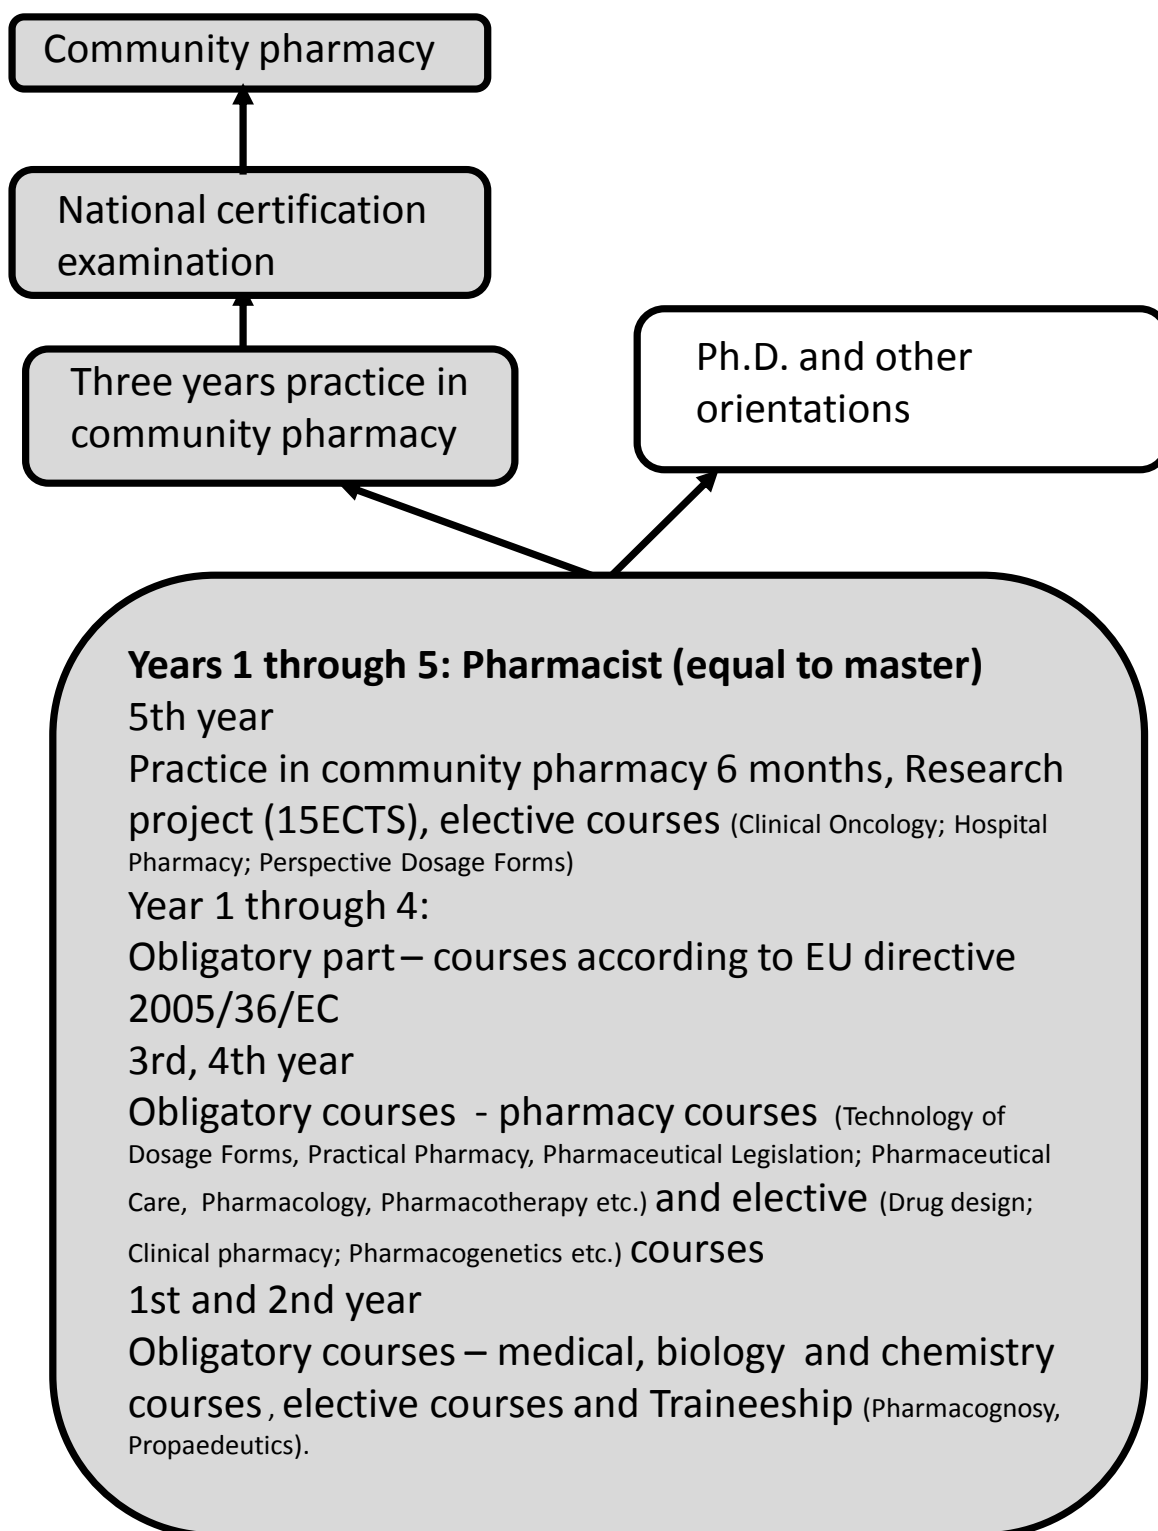 Community pharmacy
National certification
examination
Three years practice in
community pharmacy
Ph.D. and other
orientations
Years 1 through 5: Pharmacist (equal to master)
5th year
Practice in community pharmacy 6 months, Research
project (15ECTS), elective courses (Clinical Oncology; Hospital
Pharmacy; Perspective Dosage Forms)
Year 1 through 4:
Obligatory part – courses according to EU directive
2005/36/EC
3rd, 4th year
Obligatory courses - pharmacy courses (Technology of
Dosage Forms, Practical Pharmacy, Pharmaceutical Legislation; Pharmaceutical
Care, Pharmacology, Pharmacotherapy etc.) and elective (Drug design;
Clinical pharmacy; Pharmacogenetics etc.) courses
1st and 2nd year
Obligatory courses – medical, biology and chemistry
courses , elective courses and Traineeship (Pharmacognosy,
Propaedeutics).